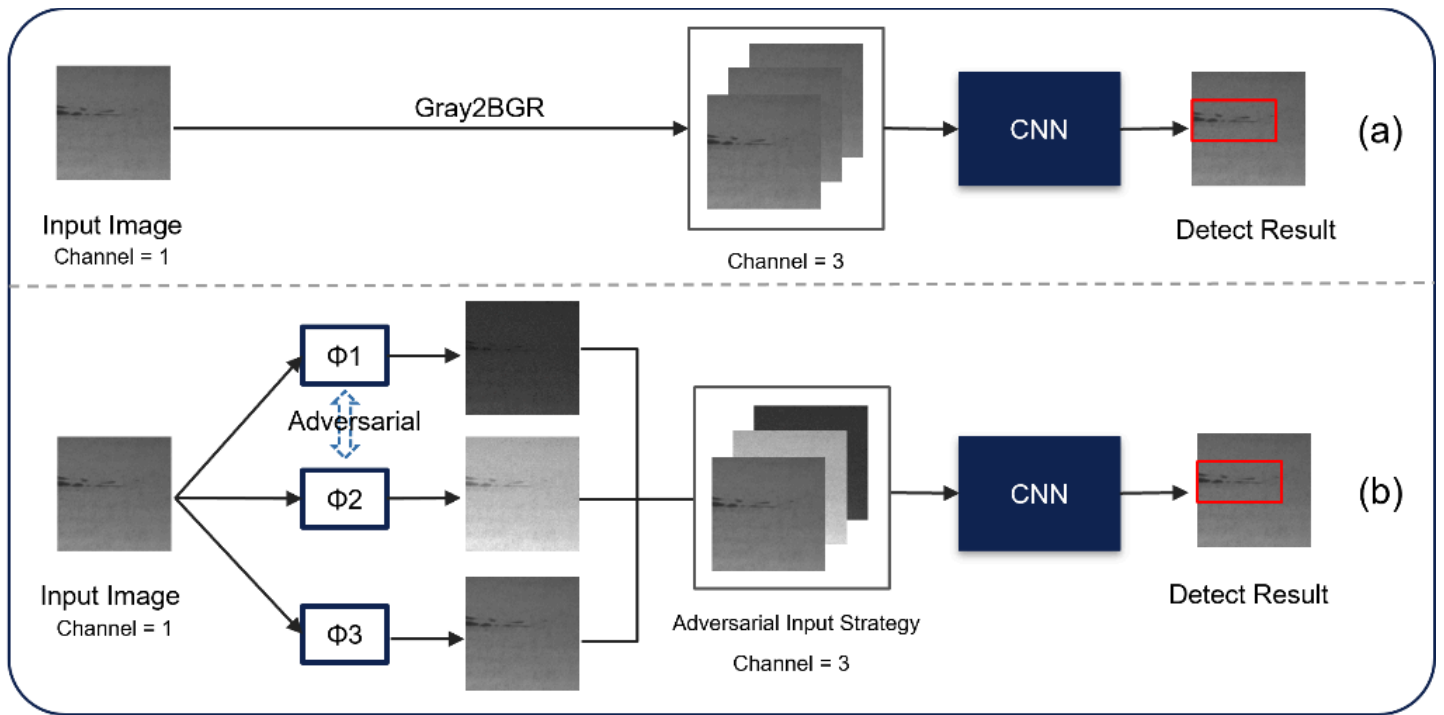 Gray2BGR
CNN
(a)
Input Image
Channel = 1
Channel = 3
Detect Result
Φ1
Adversarial
Φ2
Φ3
CNN
(b)
Input Image
Channel = 1
Adversarial Input Strategy
Channel = 3
Detect Result